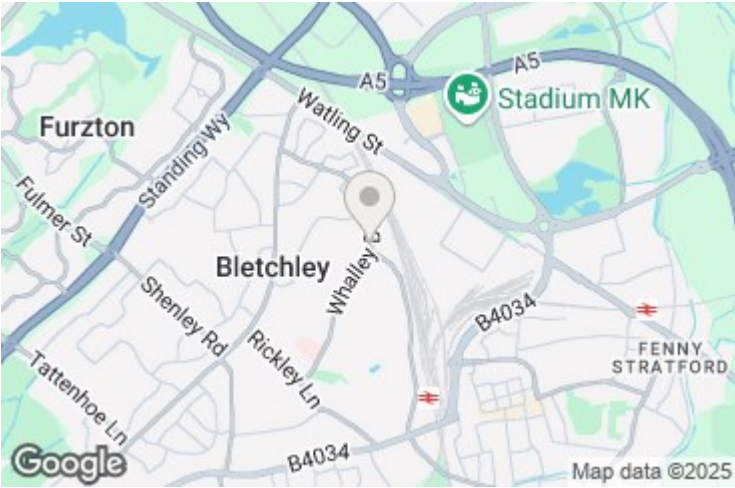 A5
A5
Stadium MK
Furzton
Watling St
Standing Wy
Fulmer St
Bletchley
Whalley D
Shenley Rd
Rickley Ln
B4034
FENNY
STRATFORD
Tattenhoe Ln
B4034
Google
Map data ©2025